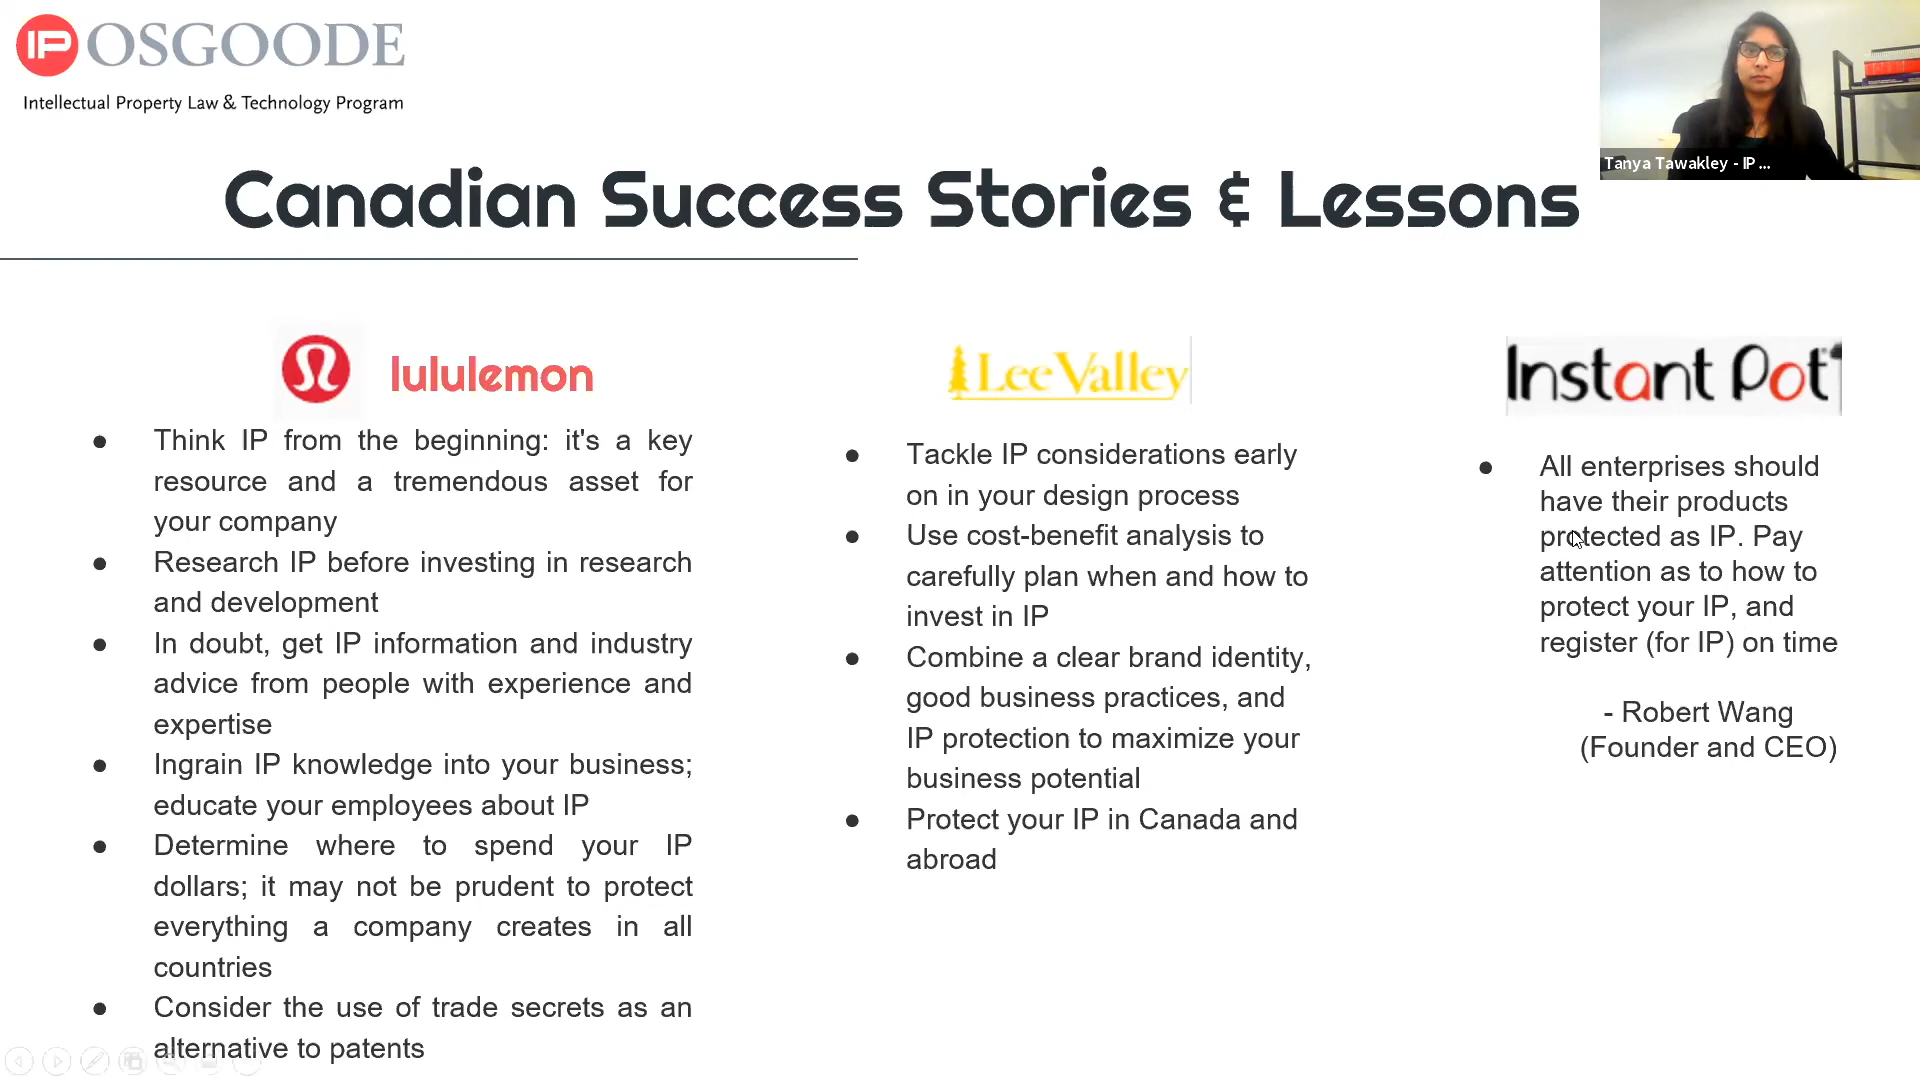 IP OSGOODE
Intellectual Property Law & Technology Program
Tanya Tawakley - IP ...
Canadian Success Stories & Lessons
lululemon
● Think IP from the beginning: it's a key
resource and a tremendous asset for
your company
● Research IP before investing in research
and development
● In doubt, get IP information and industry
advice from people with experience and
expertise
● Ingrain IP knowledge into your business;
educate your employees about IP
● Determine where to spend your IP
dollars; it may not be prudent to protect
everything a company creates in all
countries
● Consider the use of trade secrets as an
alternative to patents
Lee Valley
● Tackle IP considerations early
on in your design process
● Use cost-benefit analysis to
carefully plan when and how to
invest in IP
● Combine a clear brand identity,
good business practices, and
IP protection to maximize your
business potential
● Protect your IP in Canada and
abroad
Instant Pot
● All enterprises should
have their products
protected as IP. Pay
attention as to how to
protect your IP, and
register (for IP) on time
- Robert Wang
(Founder and CEO)